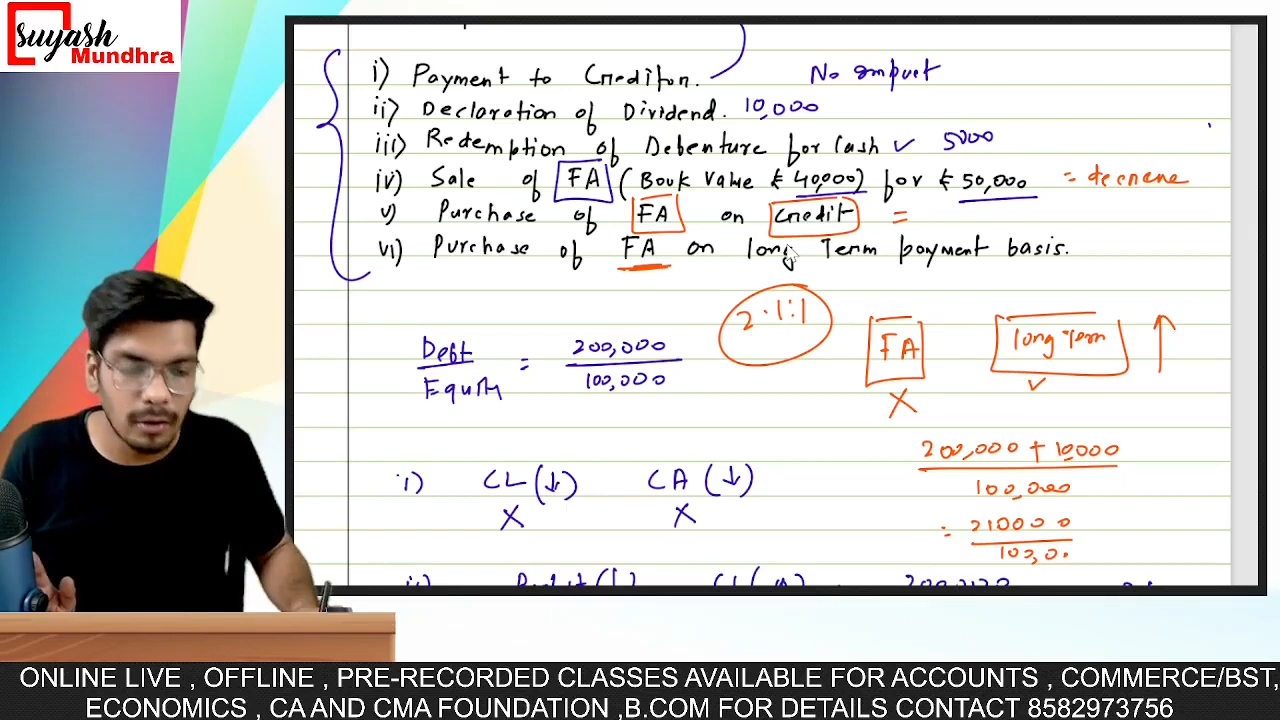 Suyash
Mundhra
i) Payment to Creditor. No impact
ii) Declaration of Dividend. 10,000
iii) Redemption of Debenture for Cash ✓ 5000
iv) Sale of FA (Book Value ₹ 40,000) for ₹ 50,000 = decrease
v) Purchase of FA on Credit =
vi) Purchase of FA on long Term payment basis.
2.1:1
FA long Term ↑
X ✓
Debt = 200,000
Equity 100,000
200,000 + 10,000
100,000
= 210000
100,00
i) CL (↓) CA (↓)
X X
ONLINE LIVE , OFFLINE , PRE-RECORDED CLASSES AVAILABLE FOR ACCOUNTS , COMMERCE/BST,
ECONOMICS , CA AND CMA FOUNDATION ,B.COM FOR DETAILS CONTACT 8582973756